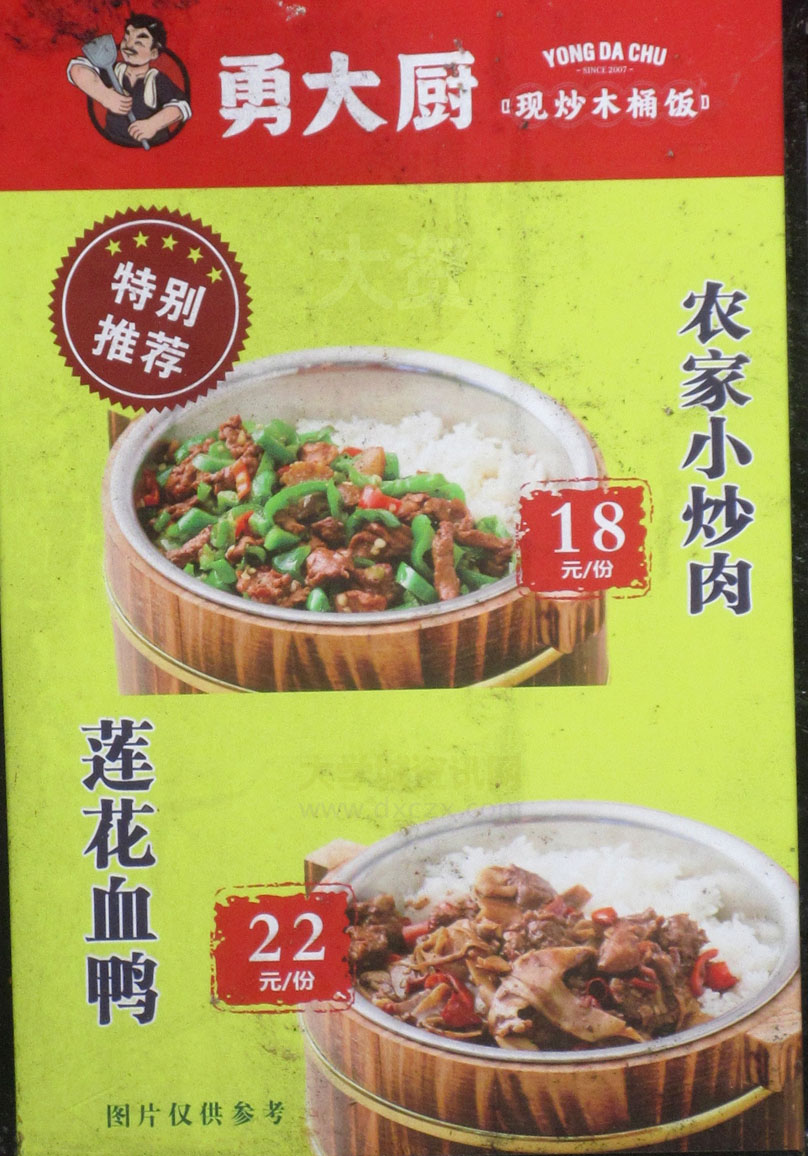 勇大厨
YONG DA CHU
SINCE 2007
现炒木桶饭
特别
推荐
农家小炒肉
18
元/份
莲花血鸭
22
元/份
图片仅供参考